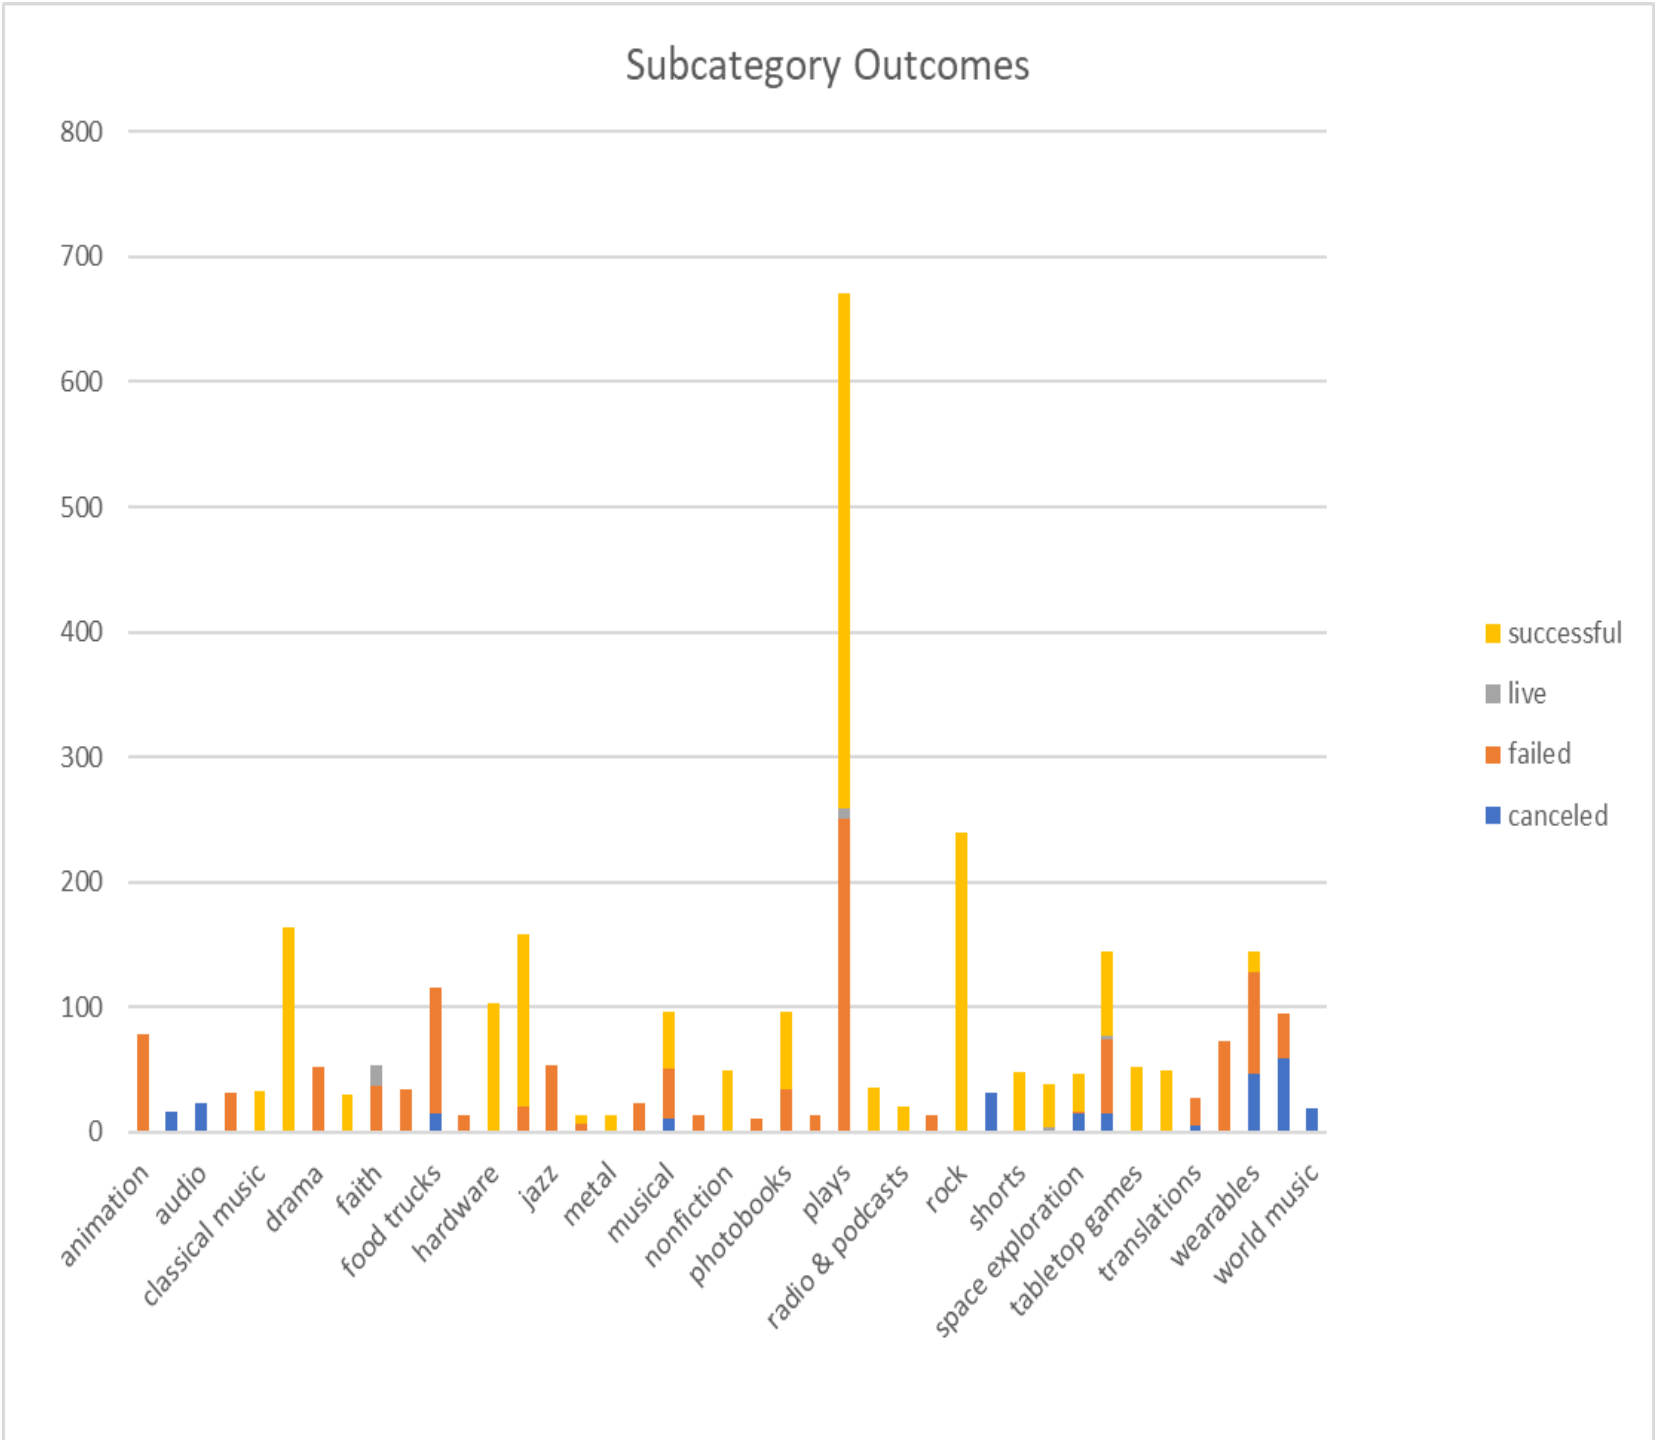 Subcategory Outcomes
800
700
600
500
400
300
200
100
0
successful
live
failed
canceled
animation
audio
classical music
drama
faith
food trucks
hardware
jazz
metal
musical
nonfiction
photobooks
plays
radio & podcasts
rock
shorts
space exploration
tabletop games
translations
wearables
world music